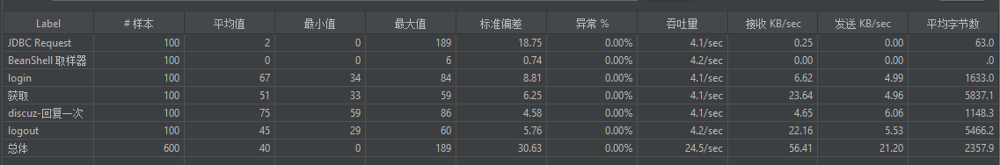 Label # 样本 平均值 最小值 最大值 标准偏差 异常 % 吞吐量 接收 KB/sec 发送 KB/sec 平均字节数
JDBC Request 100 2 0 189 18.75 0.00% 4.1/sec 0.25 0.00 63.0
BeanShell 取样器 100 0 0 6 0.74 0.00% 4.2/sec 0.00 0.00 .0
login 100 67 34 84 8.81 0.00% 4.1/sec 6.62 4.99 1633.0
获取 100 51 33 59 6.25 0.00% 4.1/sec 23.64 4.96 5837.1
discuz-回复一次 100 75 59 86 4.58 0.00% 4.1/sec 4.65 6.06 1148.3
logout 100 45 29 60 5.76 0.00% 4.2/sec 22.16 5.53 5466.2
总体 600 40 0 189 30.63 0.00% 24.5/sec 56.41 21.20 2357.9